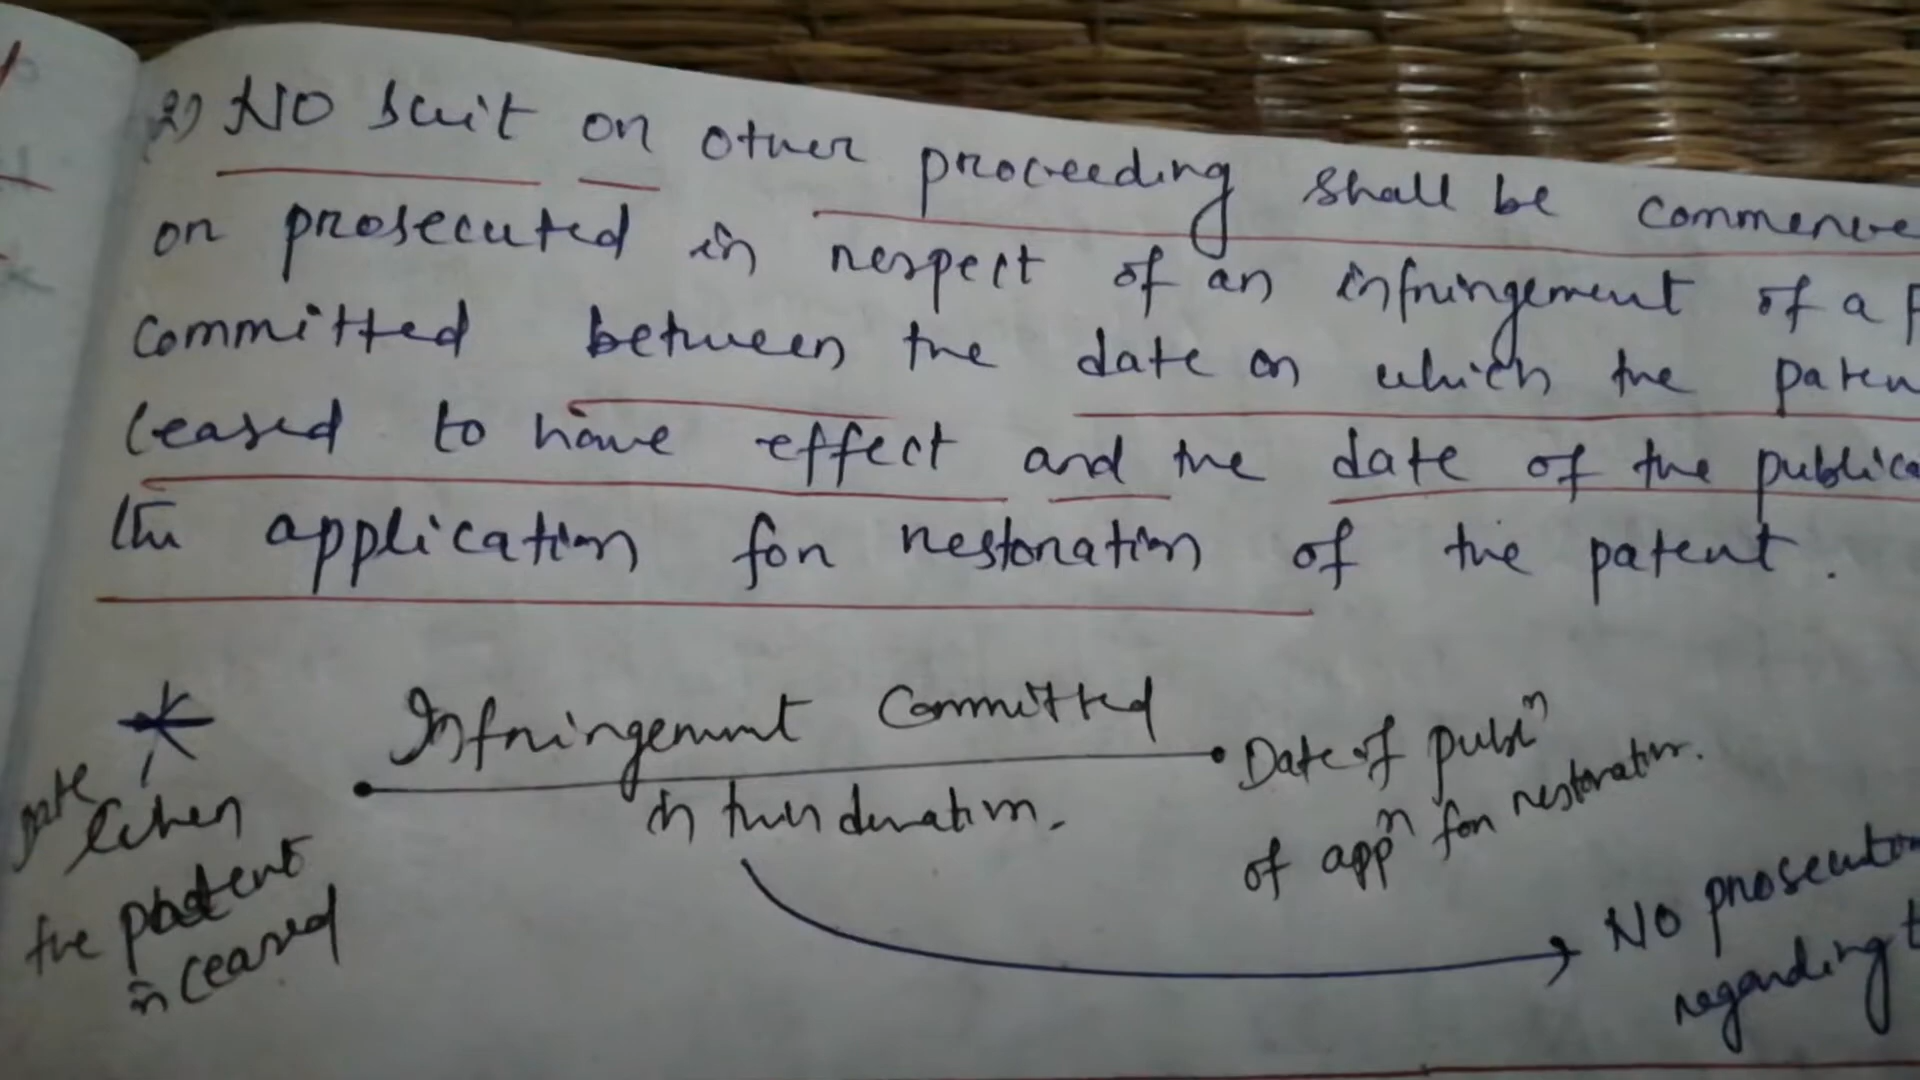 2) No suit or other proceeding shall be commence
or prosecuted in respect of an infringement of a p
committed between the date on which the paten
ceased to have effect and the date of the publica
the application for restoration of the patent.
Infringement Committed
in this duration.
Date of publⁿ
of appⁿ for restoration.
Date
when
the patent
is ceased
No prosecution
regarding t